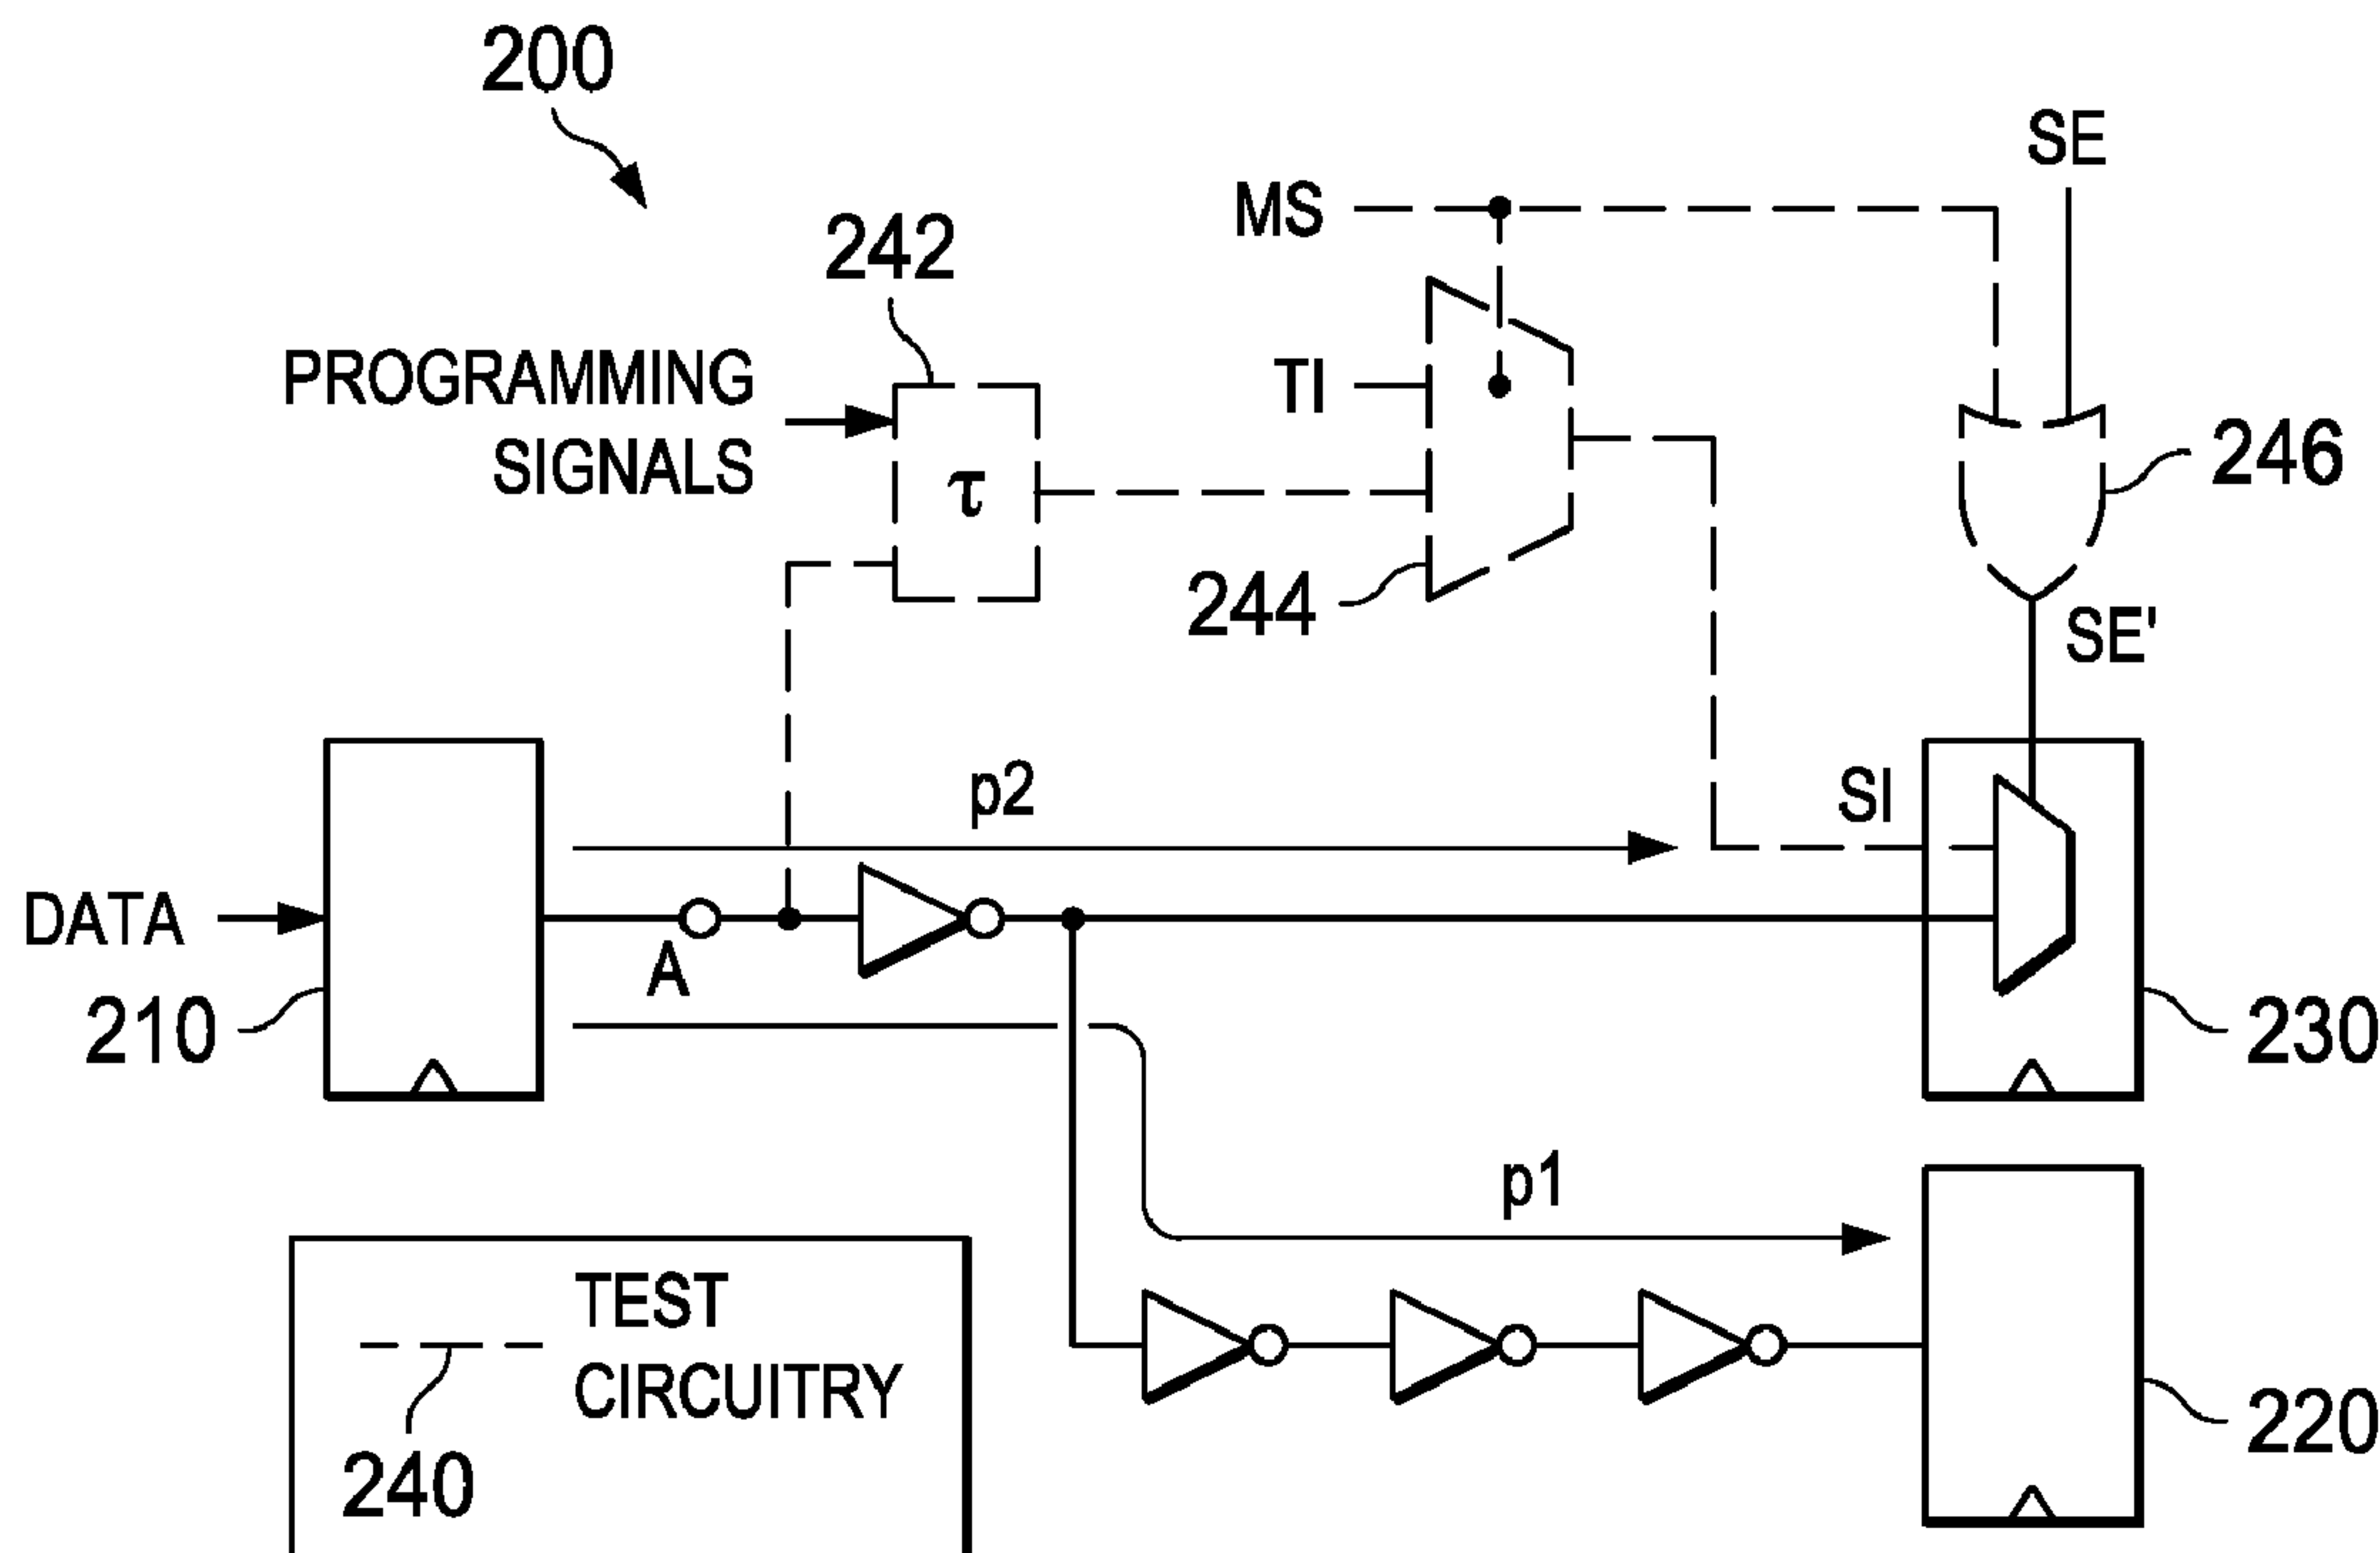 200
SE
MS
242
PROGRAMMING
SIGNALS
TI
246
τ
244
SE'
p2
SI
DATA
A
210
230
p1
TEST
CIRCUITRY
240
220